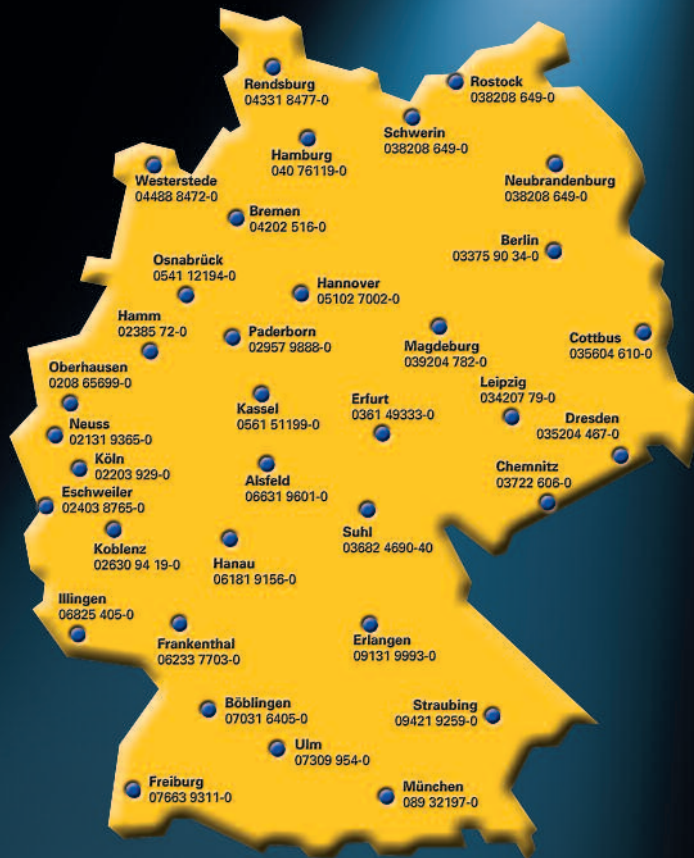 Rendsburg
04331 8477-0
Rostock
038208 649-0
Schwerin
038208 649-0
Hamburg
040 76119-0
Westerstede
04488 8472-0
Neubrandenburg
038208 649-0
Bremen
04202 516-0
Berlin
03375 90 34-0
Osnabrück
0541 12194-0
Hannover
05102 7002-0
Hamm
02385 72-0
Paderborn
02957 9888-0
Magdeburg
039204 782-0
Cottbus
035604 610-0
Oberhausen
0208 65699-0
Kassel
0561 51199-0
Erfurt
0361 49333-0
Leipzig
034207 79-0
Neuss
02131 9365-0
Dresden
035204 467-0
Köln
02203 929-0
Alsfeld
06631 9601-0
Chemnitz
03722 606-0
Eschweiler
02403 8765-0
Suhl
03682 4690-40
Koblenz
02630 94 19-0
Hanau
06181 9156-0
Illingen
06825 405-0
Frankenthal
06233 7703-0
Erlangen
09131 9993-0
Böblingen
07031 6405-0
Straubing
09421 9259-0
Ulm
07309 954-0
Freiburg
07663 9311-0
München
089 32197-0